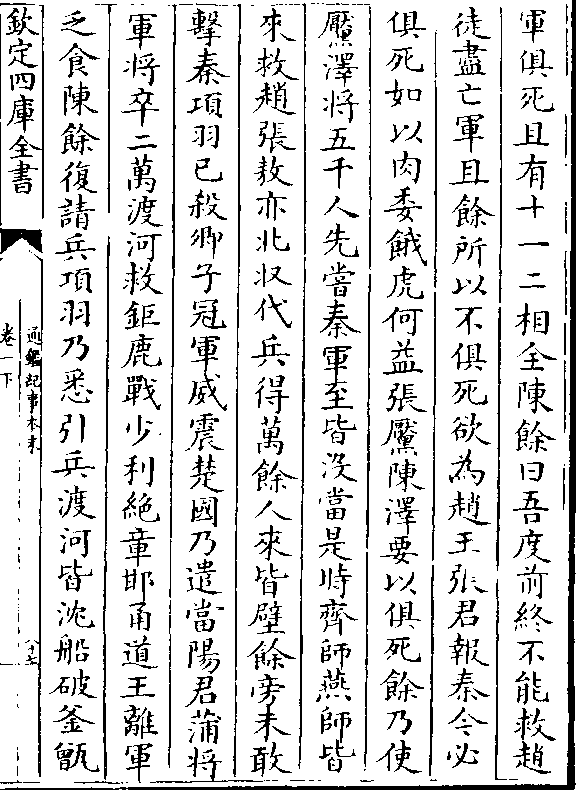 軍俱死且有十一二相全陳餘曰吾度前終不能救趙
徒盡亡軍且餘所以不俱死欲為趙王張君報秦今必
俱死如以肉委餓虎何益張黶陳澤要以俱死餘乃使
黶澤將五千人先嘗秦軍至皆沒當是時齊師燕師皆
來救趙張敖亦北収代兵得萬餘人來皆壁餘旁未敢
擊秦項羽已殺卿子冠軍威震楚國乃遣當陽君蒲將
軍將卒二萬渡河救鉅鹿戰少利絶章邯甬道王離軍
乏食陳餘復請兵項羽乃悉引兵渡河皆沈船破釜甑
欽定四庫全書
通鑑紀事本末
卷一下